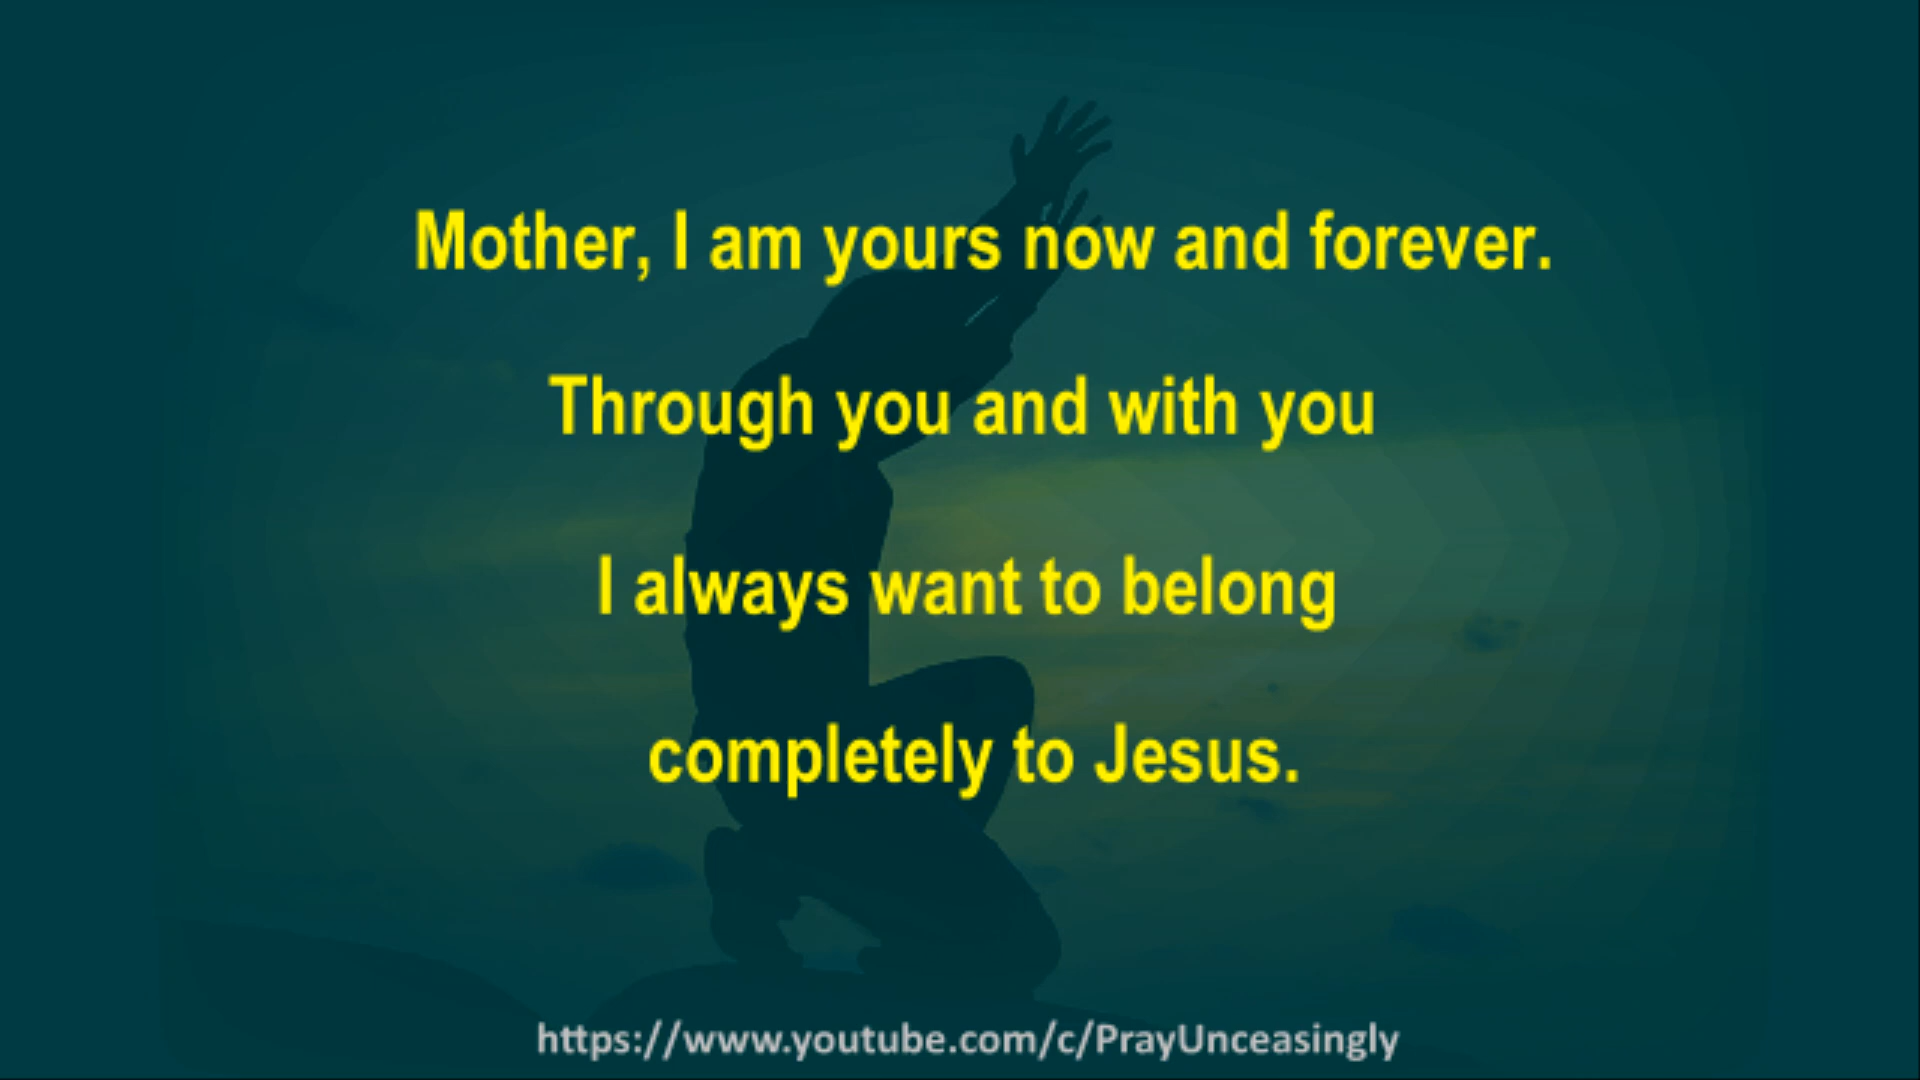 Mother, I am yours now and forever.
Through you and with you
I always want to belong
completely to Jesus.
https://www.youtube.com/c/PrayUnceasingly